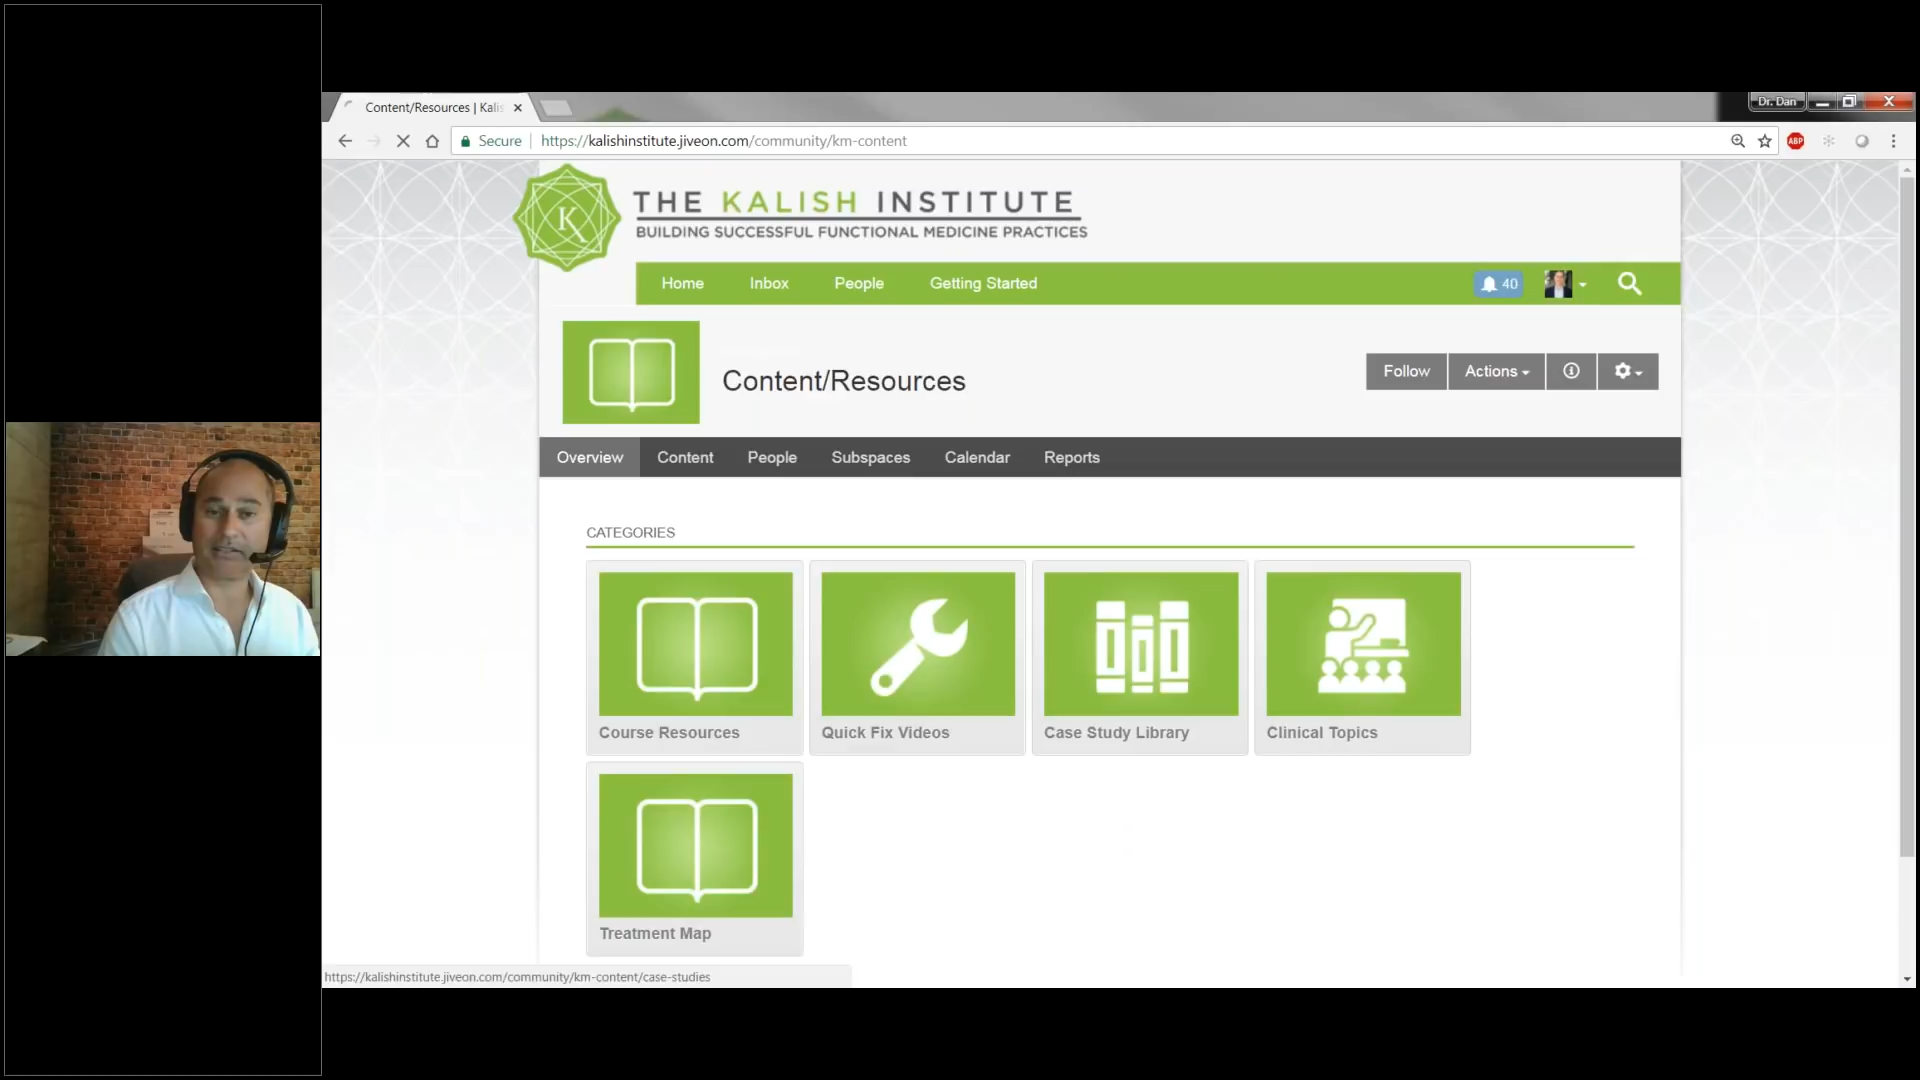 Content/Resources | Kalis
Dr. Dan
Secure
https://kalishinstitute.jiveon.com/community/km-content
ABP
K
THE KALISH INSTITUTE
BUILDING SUCCESSFUL FUNCTIONAL MEDICINE PRACTICES
Home Inbox People Getting Started 40
Content/Resources
Follow Actions
Overview Content People Subspaces Calendar Reports
CATEGORIES
Course Resources Quick Fix Videos Case Study Library Clinical Topics
Treatment Map
https://kalishinstitute.jiveon.com/community/km-content/case-studies